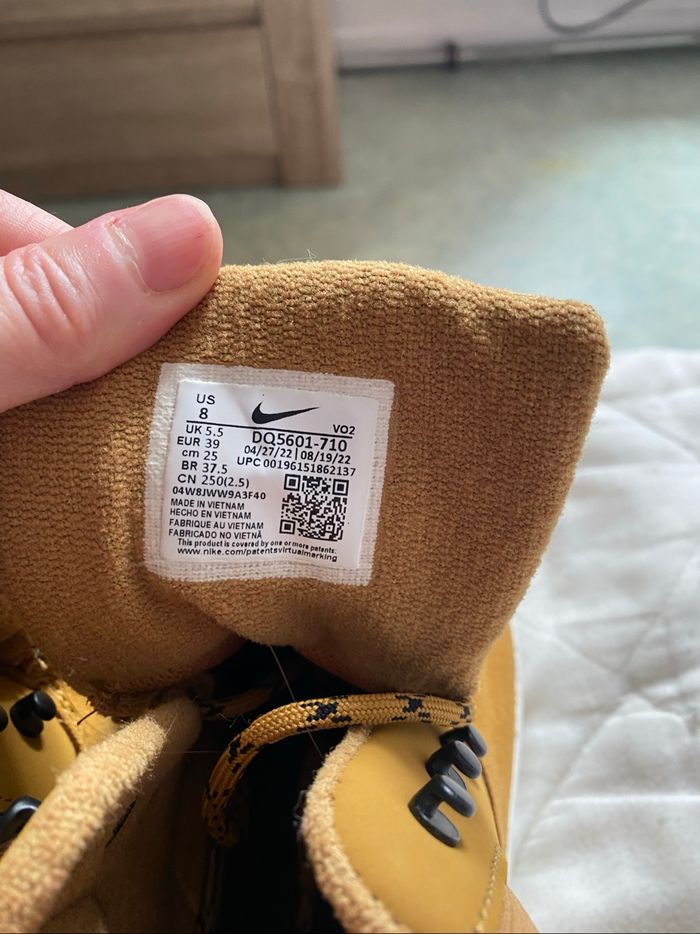 US
8
VO2
UK 5.5
DQ5601-710
EUR 39
04/27/22 | 08/19/22
cm 25
UPC 00196151862137
BR 37.5
CN 250(2.5)
04W8JWW9A3F40
MADE IN VIETNAM
HECHO EN VIETNAM
FABRIQUE AU VIETNAM
FABRICADO NO VIETNÃ
This product is covered by one or more patents:
www.nike.com/patentsvirtualmarking